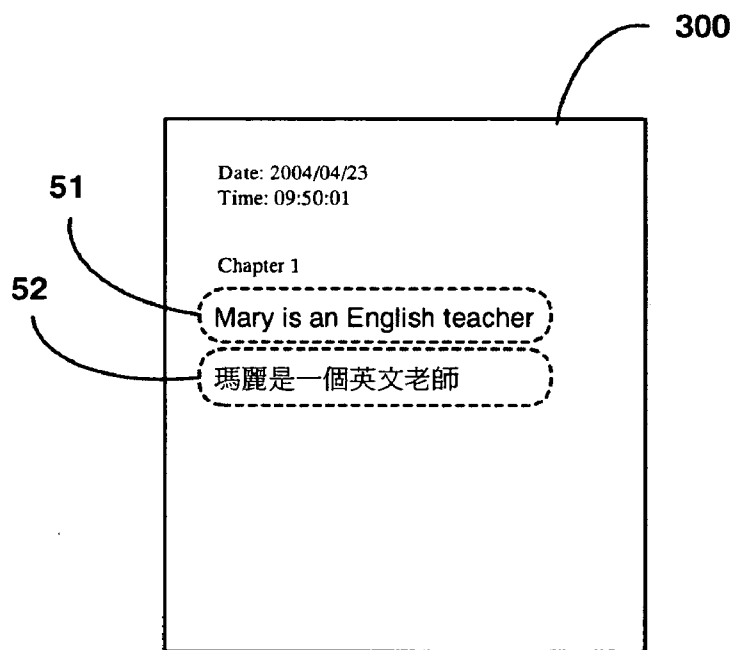 300
Date: 2004/04/23
Time: 09:50:01
51
Chapter 1
52
Mary is an English teacher
瑪麗是一個英文老師